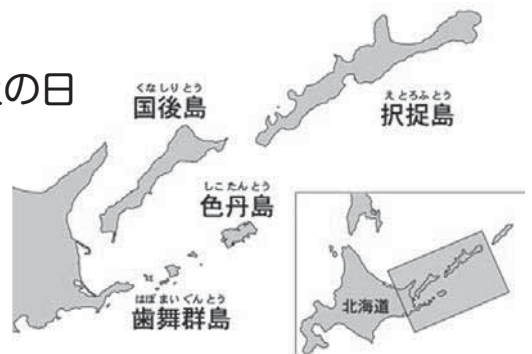 の日
くなしりとう
国後島
えとろふとう
択捉島
しこたんとう
色丹島
はぼまいぐんとう
歯舞群島
北海道